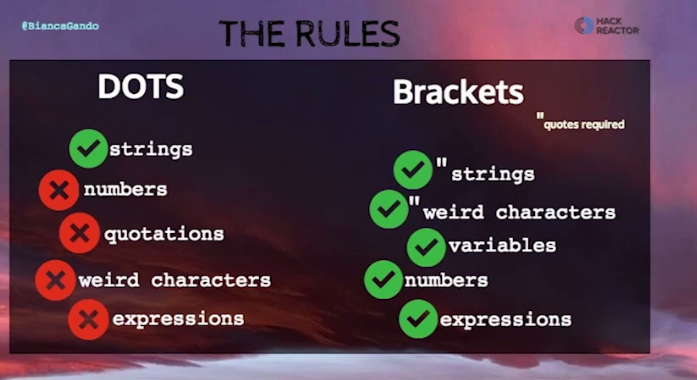 @BiancaGando
THE RULES
HACK
REACTOR
DOTS
strings
numbers
quotations
weird characters
expressions
Brackets
"quotes required
"strings
"weird characters
variables
numbers
expressions